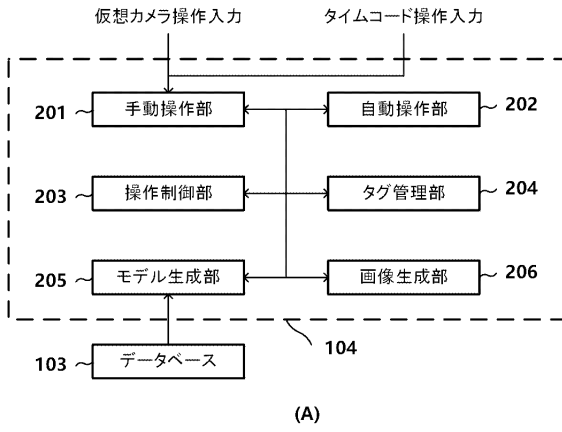 仮想カメラ操作入力 タイムコード操作入力
201 手動操作部 自動操作部 202
203 操作制御部 タグ管理部 204
205 モデル生成部 画像生成部 206
103 データベース 104
(A)